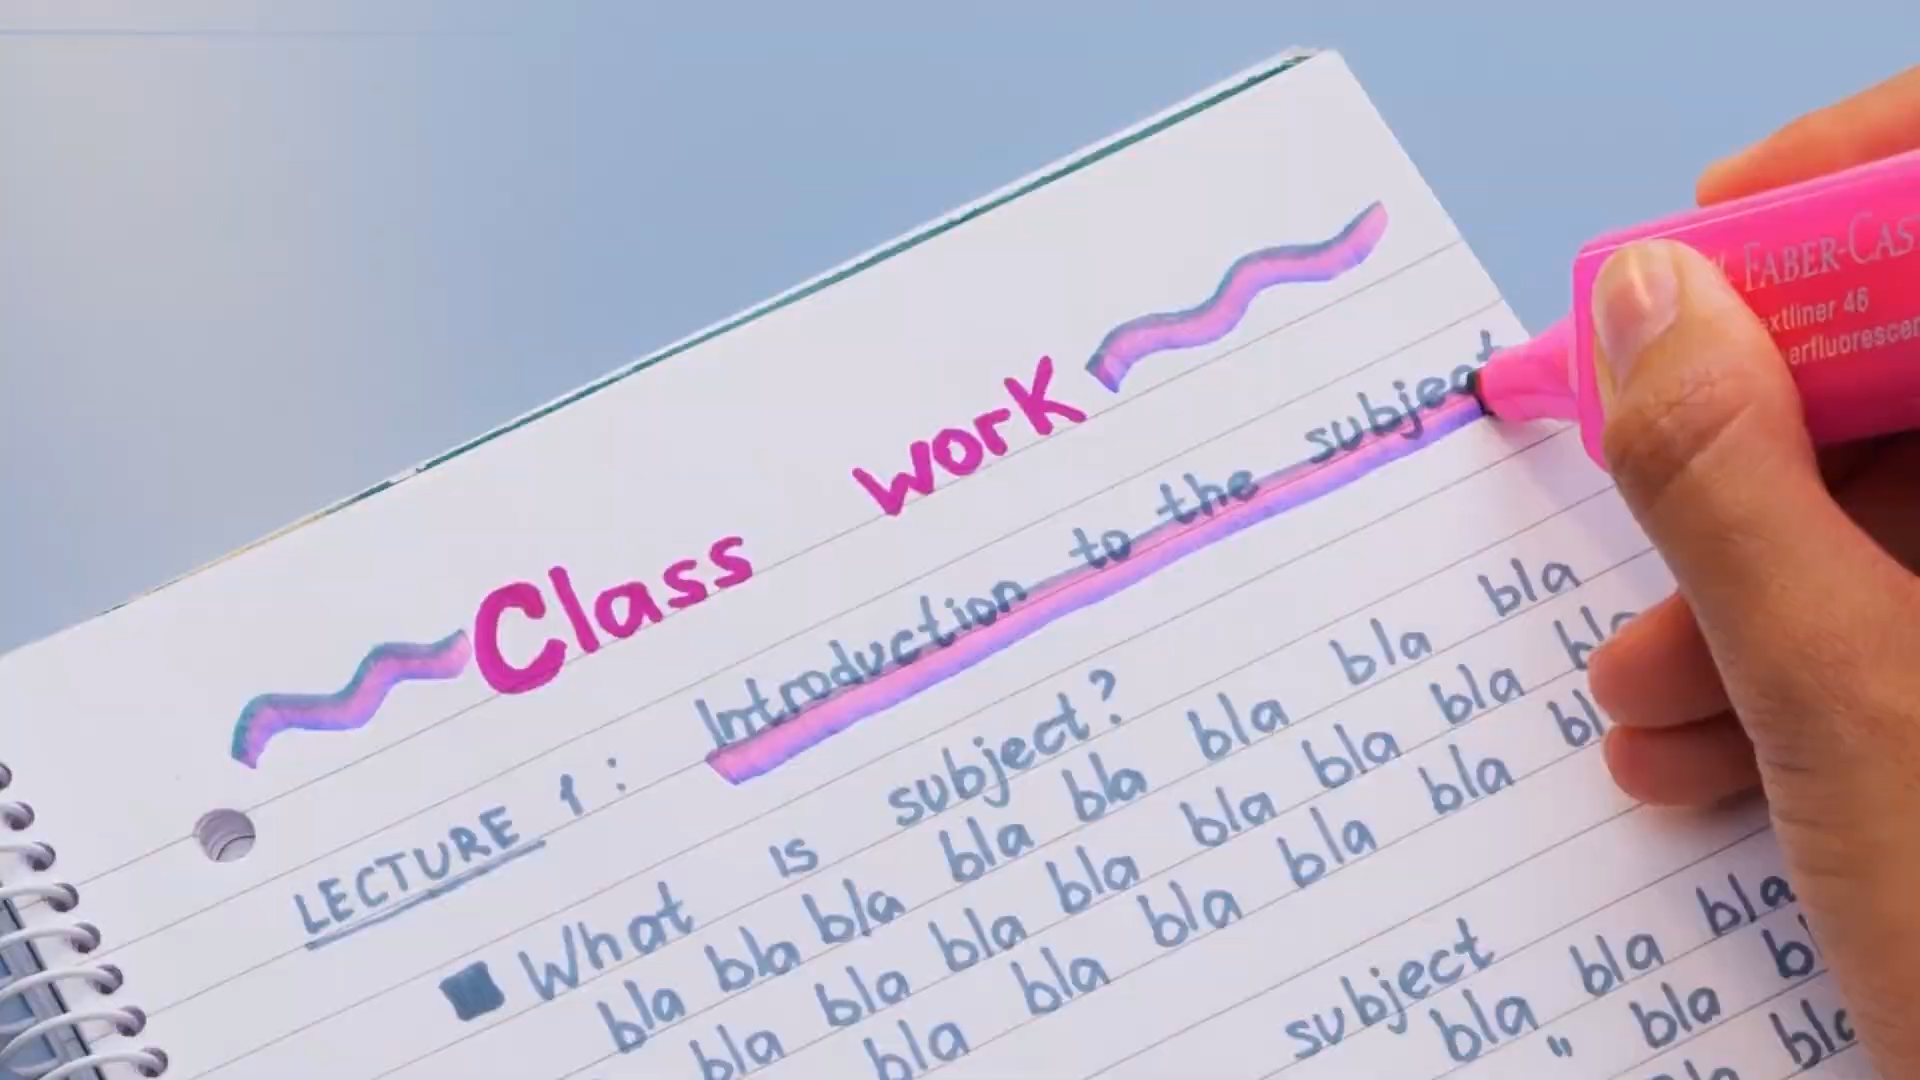 Class work
LECTURE 1: Introduction to the subject
What is subject?
bla bla bla bla bla bla bla bla
bla bla bla bla bla bla bla
bla bla bla bla bla
subject
bla bla bla
" bla
bla
FABER-CAS
extliner 46